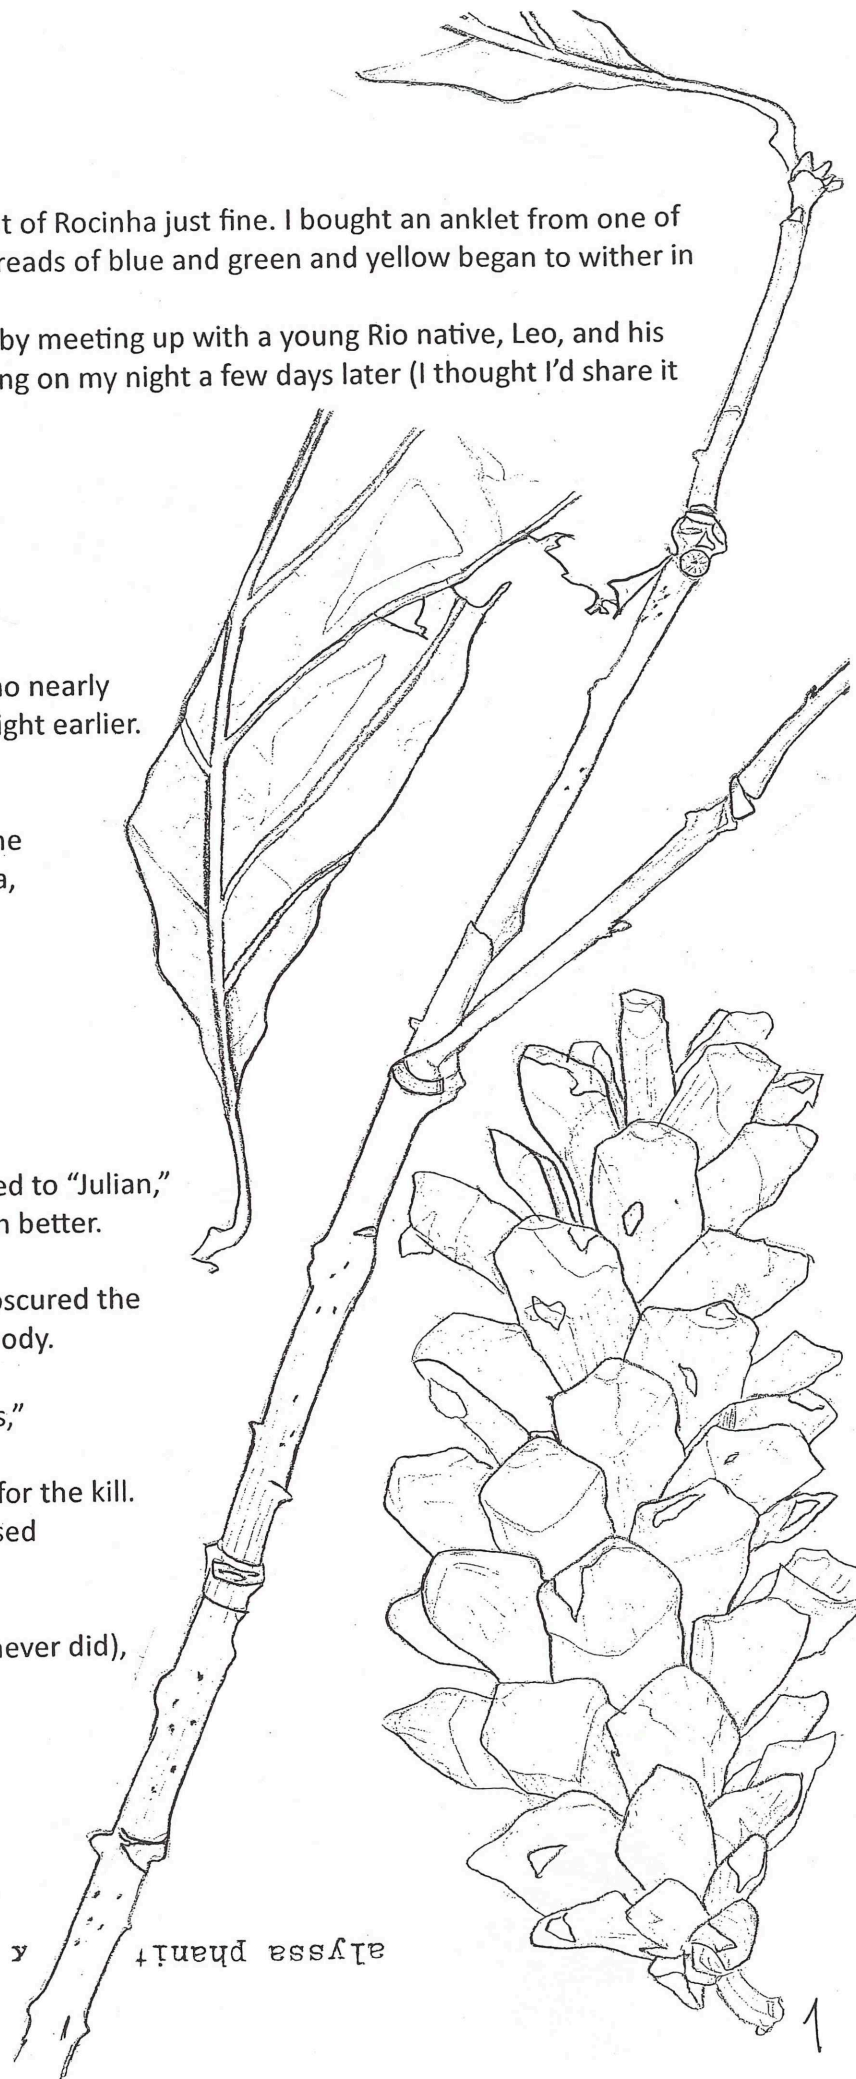 t of Rocinha just fine. I bought an anklet from one of
reads of blue and green and yellow began to wither in
by meeting up with a young Rio native, Leo, and his
ng on my night a few days later (I thought I’d share it
no nearly
ight earlier.
ne
a,
ed to “Julian,”
n better.
oscured the
ody.
s,”
for the kill.
sed
never did),
y
alyssa phanit
1